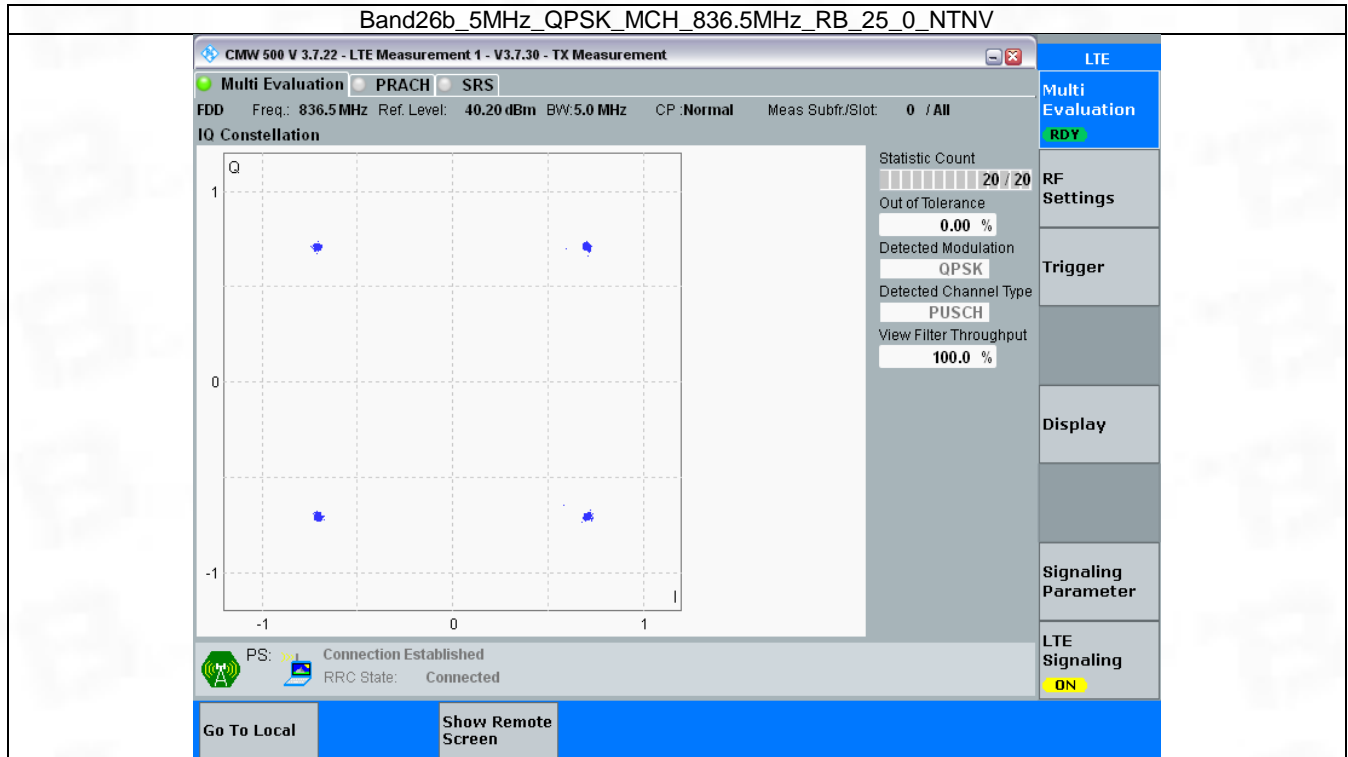 Band26b_5MHz_QPSK_MCH_836.5MHz_RB_25_0_NTNV
CMW 500 V 3.7.22 - LTE Measurement 1 - V3.7.30 - TX Measurement
LTE
Multi Evaluation PRACH SRS
Multi
Evaluation
RDY
FDD Freq.: 836.5 MHz Ref. Level: 40.20 dBm BW: 5.0 MHz CP :Normal Meas Subfr./Slot: 0 / All
IQ Constellation
Q
1
0
-1
I
-1 0 1
Statistic Count
20 / 20
Out of Tolerance
0.00 %
Detected Modulation
QPSK
Detected Channel Type
PUSCH
View Filter Throughput
100.0 %
RF
Settings
Trigger
Display
Signaling
Parameter
LTE
Signaling
ON
PS: Connection Established
RRC State: Connected
Go To Local
Show Remote
Screen